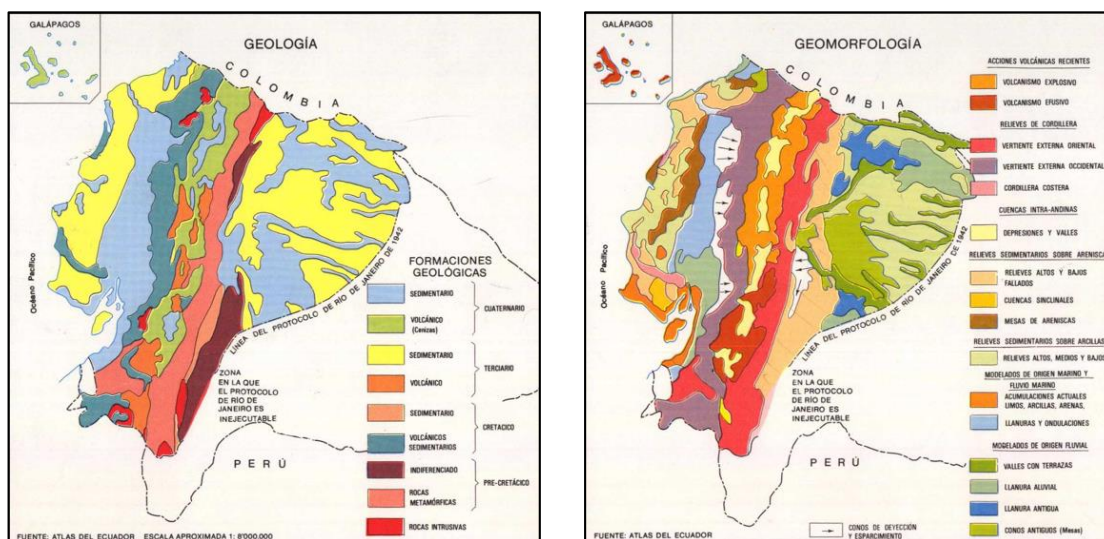 GALÁPAGOS
GEOLOGÍA
COLOMBIA
Océano Pacífico
LÍNEA DEL PROTOCOLO DE RÍO DE JANEIRO DE 1942
ZONA
EN LA QUE
EL PROTOCOLO
DE RÍO DE
JANEIRO ES
INEJECUTABLE
PERÚ
FORMACIONES
GEOLÓGICAS
SEDIMENTARIO
VOLCÁNICO
(Cenizas)
CUATERNARIO
SEDIMENTARIO
VOLCÁNICO
TERCIARIO
SEDIMENTARIO
VOLCÁNICOS
SEDIMENTARIOS
CRETACICO
INDIFERENCIADO
ROCAS
METAMÓRFICAS
PRE-CRETÁCICO
ROCAS INTRUSIVAS
FUENTE: ATLAS DEL ECUADOR ESCALA APROXIMADA 1: 8'000.000
GALÁPAGOS
GEOMORFOLOGÍA
COLOMBIA
Océano Pacífico
LÍNEA DEL PROTOCOLO DE RÍO DE JANEIRO DE 1942
ZONA
EN LA QUE
EL PROTOCOLO
DE RÍO DE
JANEIRO ES
INEJECUTABLE
PERÚ
ACCIONES VOLCÁNICAS RECIENTES
VOLCANISMO EXPLOSIVO
VOLCANISMO EFUSIVO
RELIEVES DE CORDILLERA
VERTIENTE EXTERNA ORIENTAL
VERTIENTE EXTERNA OCCIDENTAL
CORDILLERA COSTERA
CUENCAS INTRA-ANDINAS
DEPRESIONES Y VALLES
RELIEVES SEDIMENTARIOS SOBRE ARENISCA
RELIEVES ALTOS Y BAJOS
FALLADOS
CUENCAS SINCLINALES
MESAS DE ARENISCAS
RELIEVES SEDIMENTARIOS SOBRE ARCILLAS
RELIEVES ALTOS, MEDIOS Y BAJOS
MODELADOS DE ORIGEN MARINO Y
FLUVIO MARINO
ACUMULACIONES ACTUALES
LIMOS, ARCILLAS, ARENAS,
LLANURAS Y ONDULACIONES
MODELADOS DE ORIGEN FLUVIAL
VALLES CON TERRAZAS
LLANURA ALUVIAL
LLANURA ANTIGUA
CONOS ANTIGUOS (Mesas)
CONOS DE DEYECCIÓN
Y ESPARCIMIENTO
FUENTE: ATLAS DEL ECUADOR